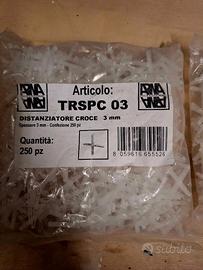 Articolo:
TRSPC 03
DISTANZIATORE CROCE 3 mm
Spessore 3 mm - Confezione 250 pz
Quantità:
250 pz
8 059616 655526
subito